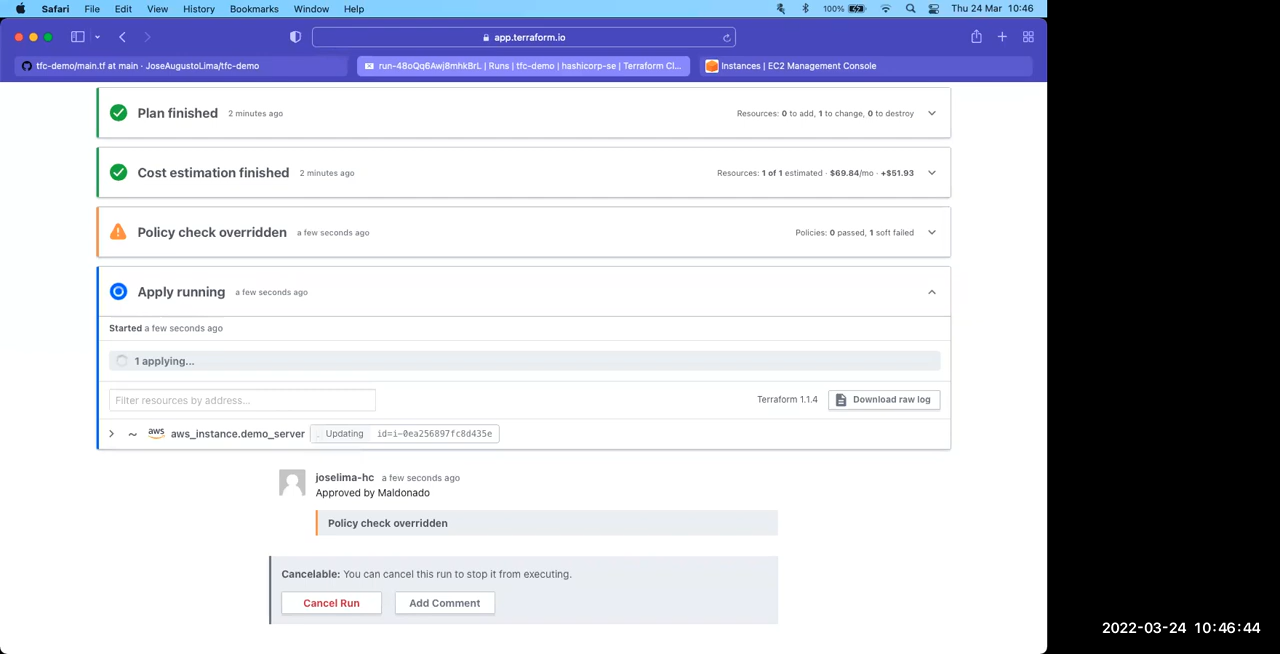 Safari File Edit View History Bookmarks Window Help 100% Thu 24 Mar 10:46
app.terraform.io
tfc-demo/main.tf at main · JoseAugustoLima/tfc-demo run-48oQq6Awj8mhkBrL | Runs | tfc-demo | hashicorp-se | Terraform Cl... Instances | EC2 Management Console
Plan finished 2 minutes ago Resources: 0 to add, 1 to change, 0 to destroy
Cost estimation finished 2 minutes ago Resources: 1 of 1 estimated · $69.84/mo · +$51.93
Policy check overridden a few seconds ago Policies: 0 passed, 1 soft failed
Apply running a few seconds ago
Started a few seconds ago
1 applying...
Filter resources by address... Terraform 1.1.4 Download raw log
aws aws_instance.demo_server Updating id=i-0ea256897fc8d435e
joselima-hc a few seconds ago
Approved by Maldonado
Policy check overridden
Cancelable: You can cancel this run to stop it from executing.
Cancel Run Add Comment
2022-03-24 10:46:44